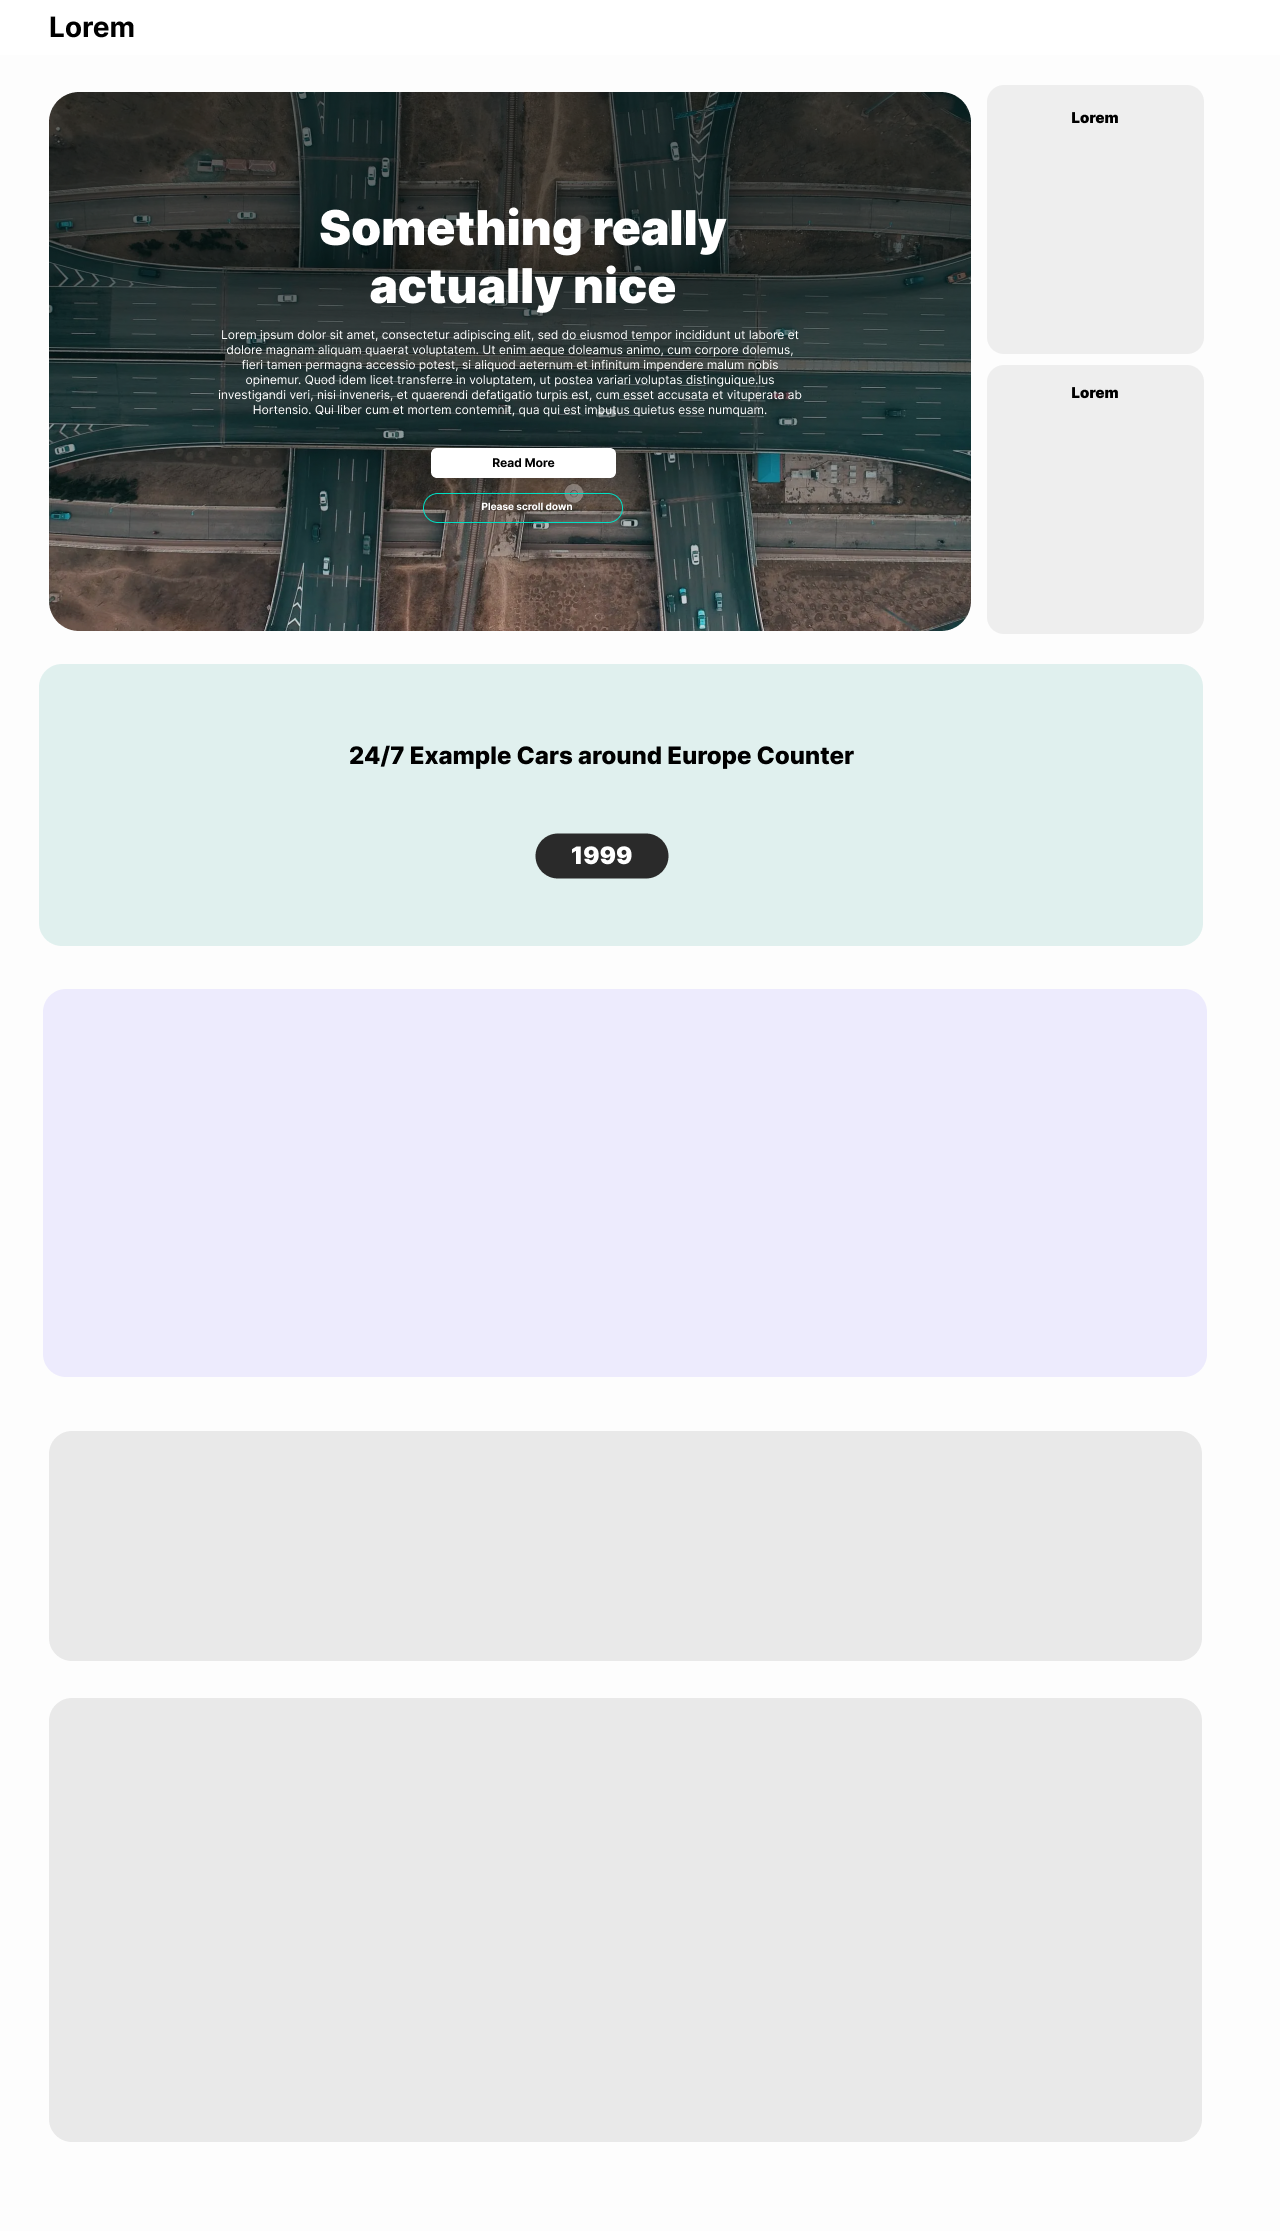 Lorem
Lorem
Something really
actually nice
Lorem ipsum dolor sit amet, consectetur adipiscing elit, sed do eiusmod tempor incididunt ut labore et
dolore magnam aliquam quaerat voluptatem. Ut enim aeque doleamus animo, cum corpore dolemus,
fieri tamen permagna accessio potest, si aliquod aeternum et infinitum impendere malum nobis
opinemur. Quod idem licet transferre in voluptatem, ut postea variari voluptas distinguique.Ius
investigandi veri, nisi inveneris, et quaerendi defatigatio turpis est, cum esset accusata et vituperata ab
Hortensio. Qui liber cum et mortem contemnit, qua qui est imbutus quietus esse numquam.
Read More
Please scroll down
Lorem
24/7 Example Cars around Europe Counter
1999